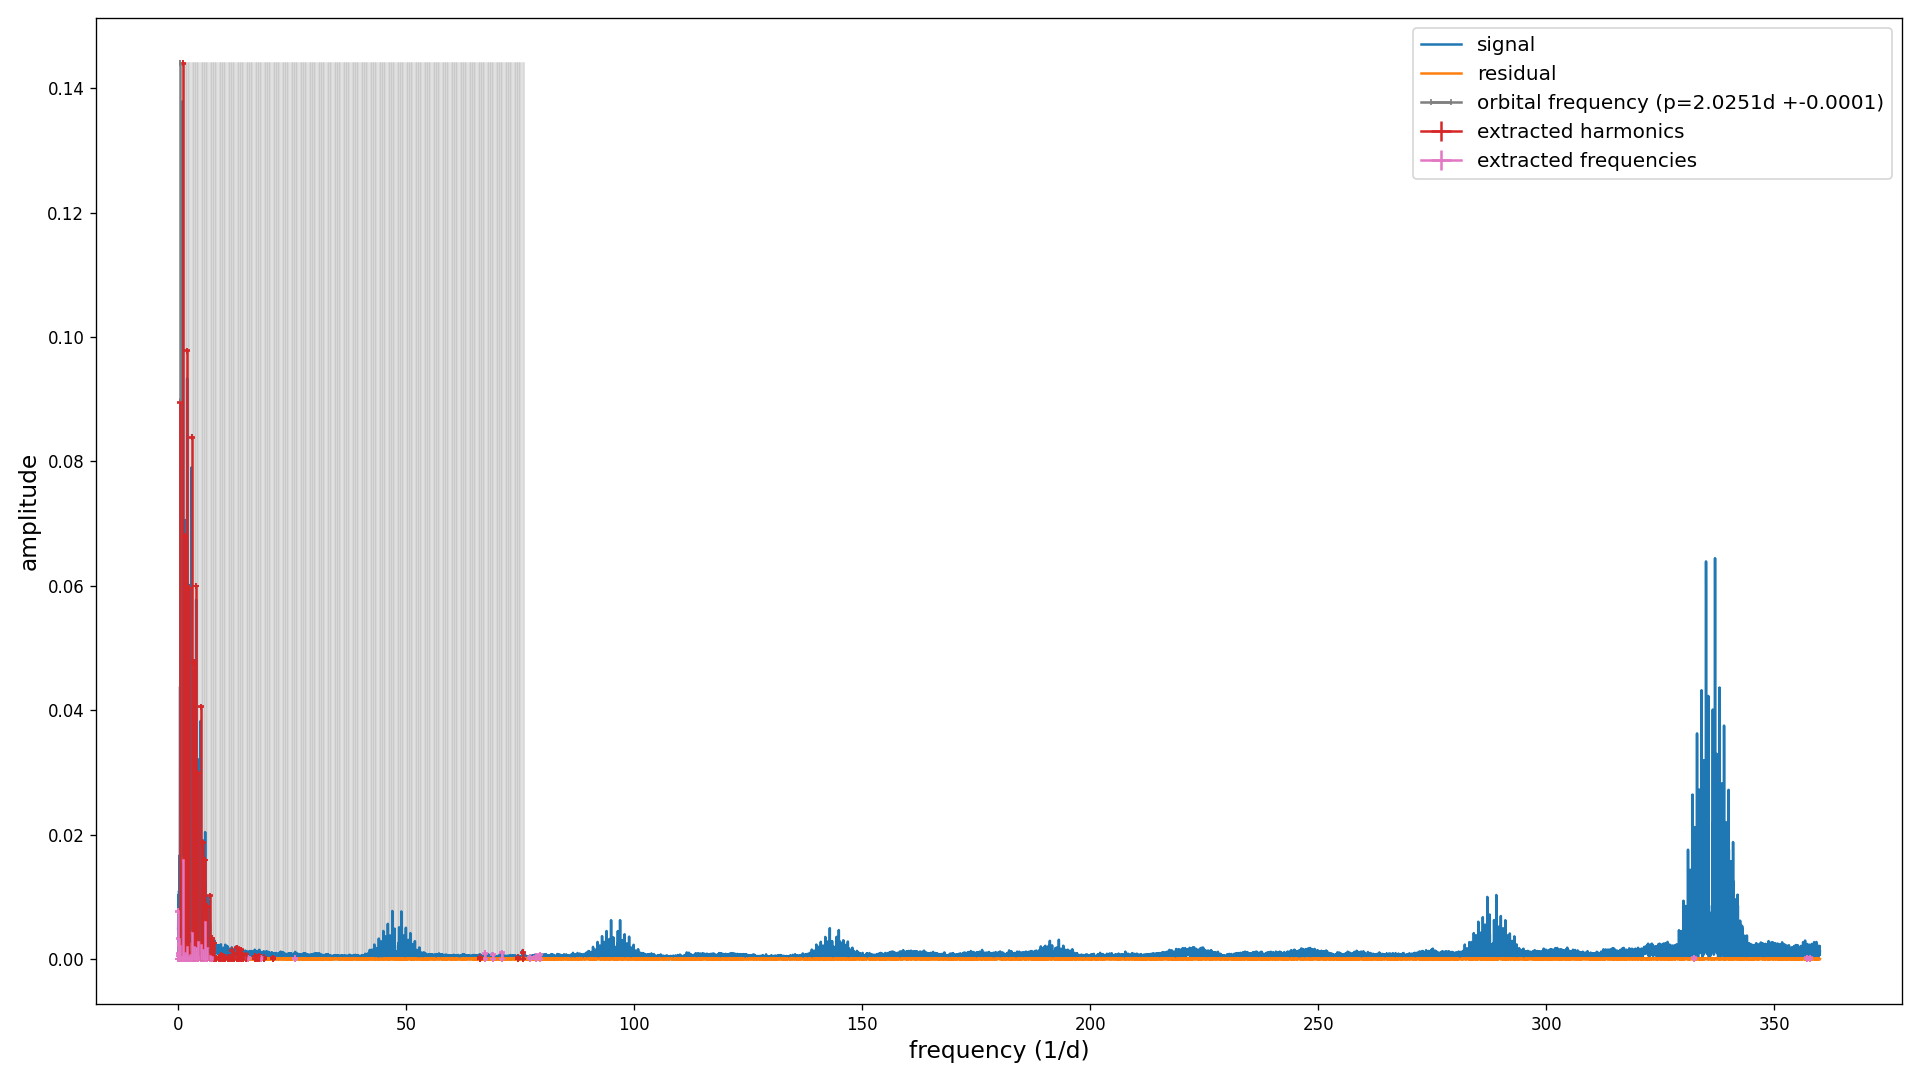 signal
residual
orbital frequency (p=2.0251d +-0.0001)
extracted harmonics
extracted frequencies
amplitude
0.14
0.12
0.10
0.08
0.06
0.04
0.02
0.00
0 50 100 150 200 250 300 350
frequency (1/d)